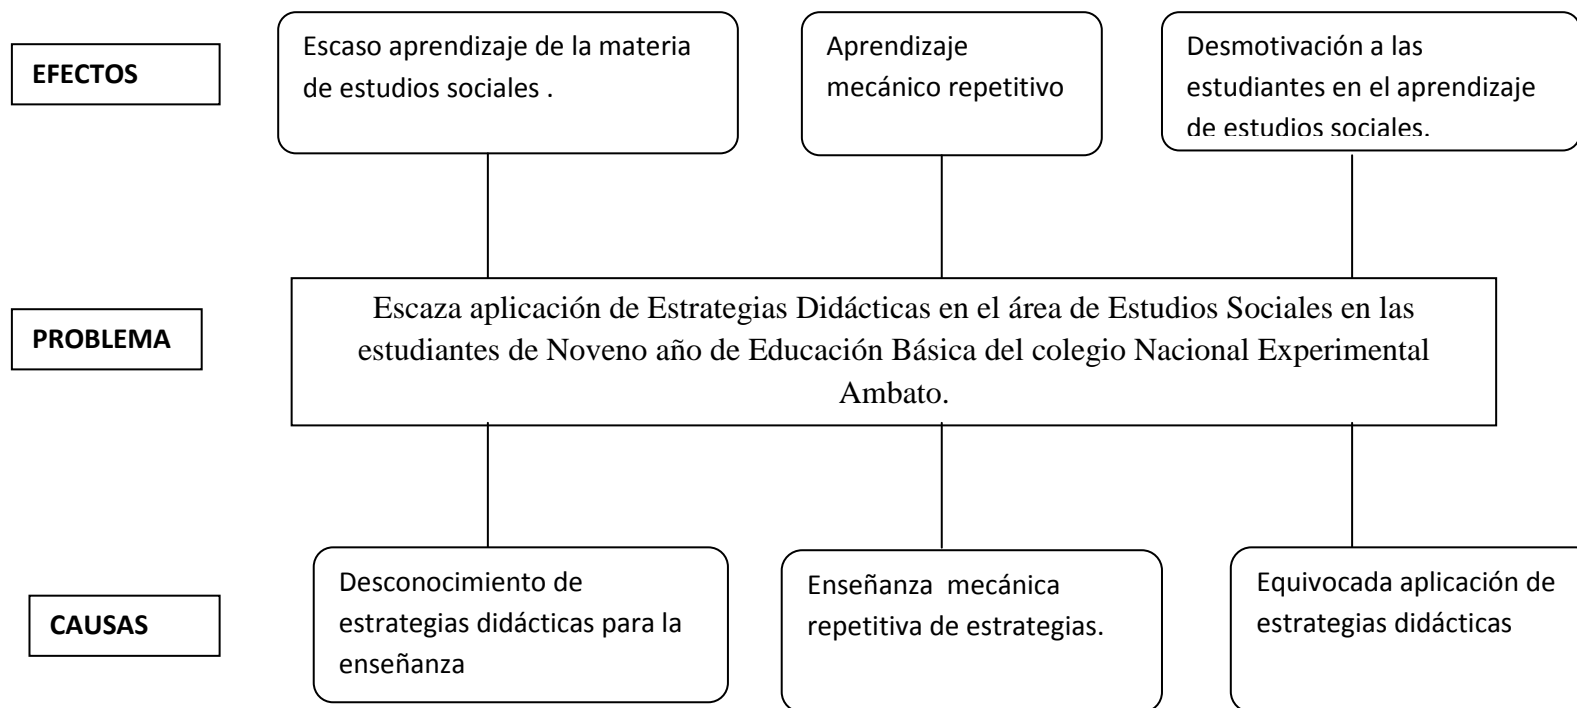 EFECTOS
Escaso aprendizaje de la materia
de estudios sociales .
Aprendizaje
mecánico repetitivo
Desmotivación a las
estudiantes en el aprendizaje
de estudios sociales.
PROBLEMA
Escaza aplicación de Estrategias Didácticas en el área de Estudios Sociales en las
estudiantes de Noveno año de Educación Básica del colegio Nacional Experimental
Ambato.
CAUSAS
Desconocimiento de
estrategias didácticas para la
enseñanza
Enseñanza  mecánica
repetitiva de estrategias.
Equivocada aplicación de
estrategias didácticas